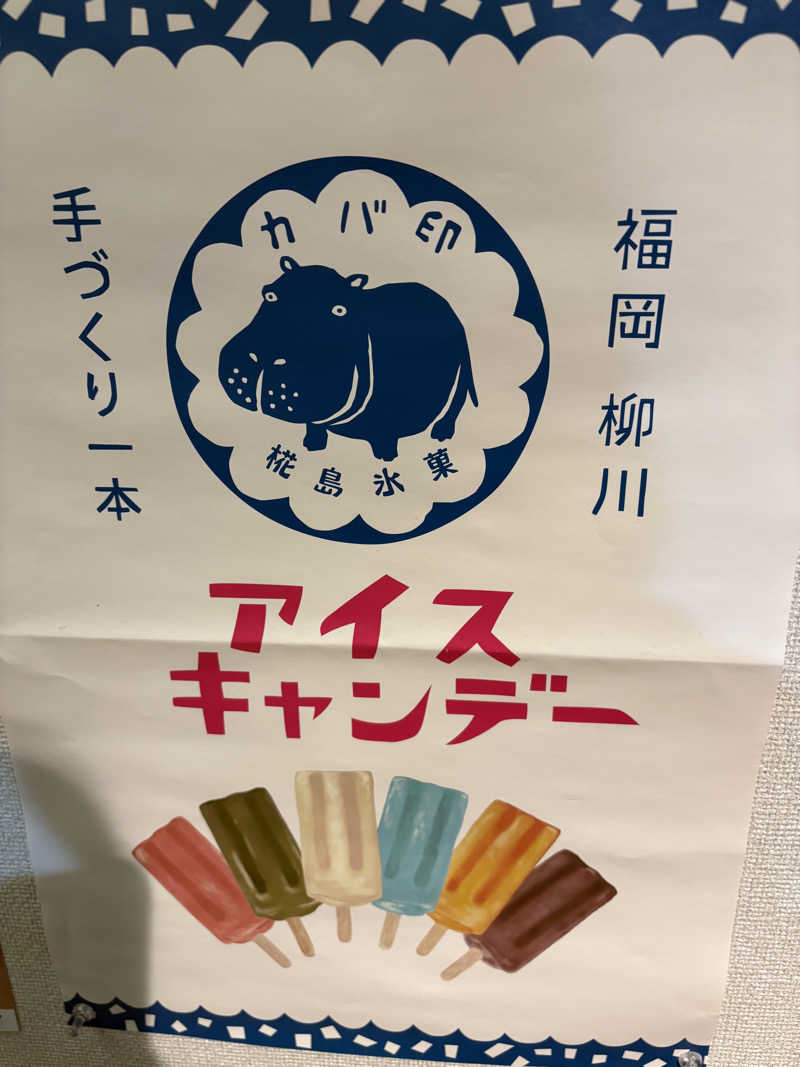 福岡 柳川
カバ印
椛島氷菓
手づくり一本
アイス
キャンデー